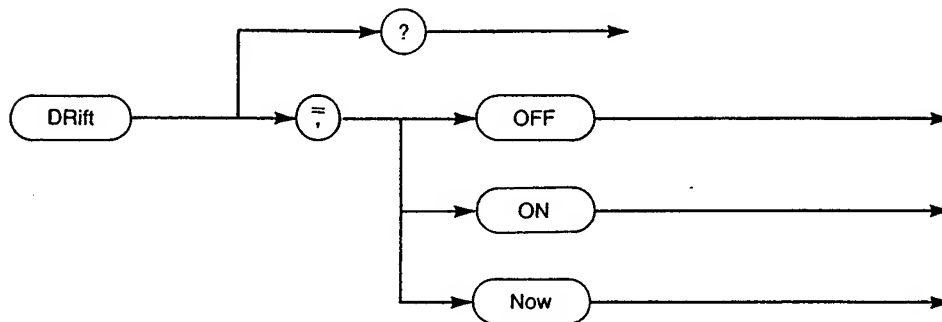 ?
DRift
=
,
OFF
ON
Now